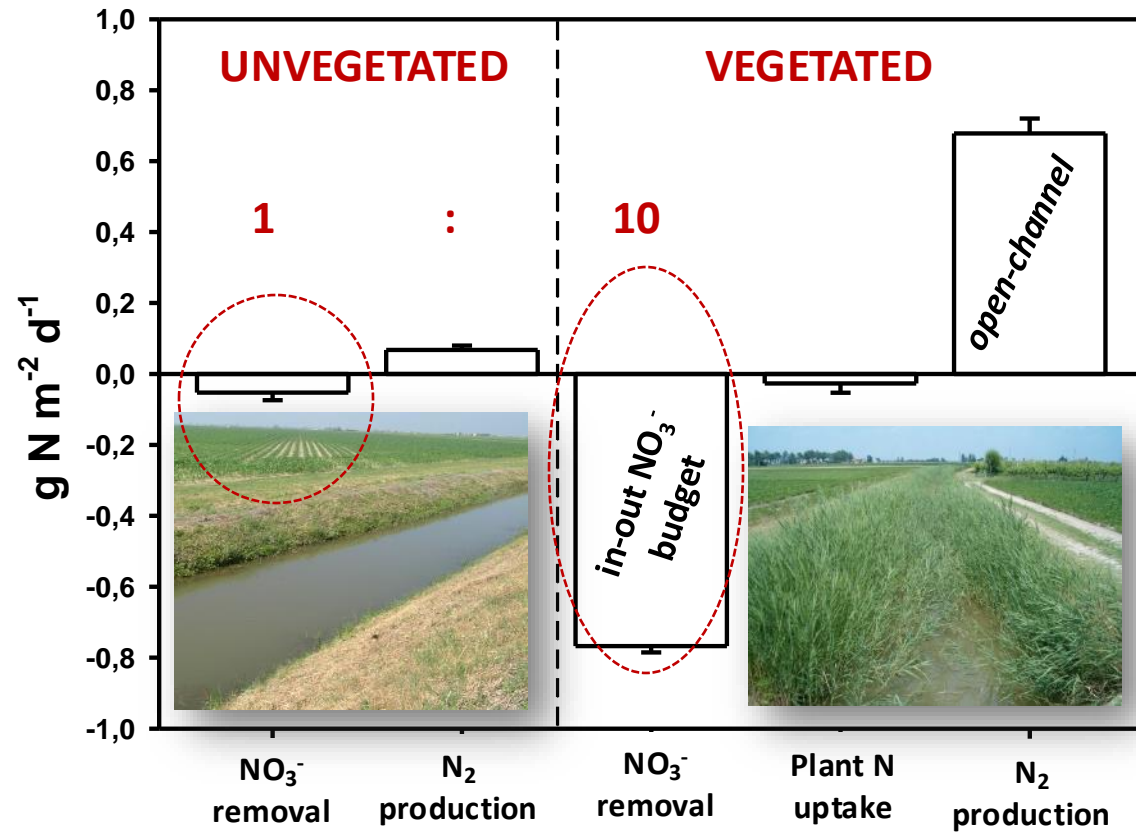 UNVEGETATED
VEGETATED
1 : 10
g N m⁻² d⁻¹
1,0
0,8
0,6
0,4
0,2
0,0
-0,2
-0,4
-0,6
-0,8
-1,0
in-out NO₃⁻
budget
open-channel
NO₃⁻
removal
N₂
production
NO₃⁻
removal
Plant N
uptake
N₂
production